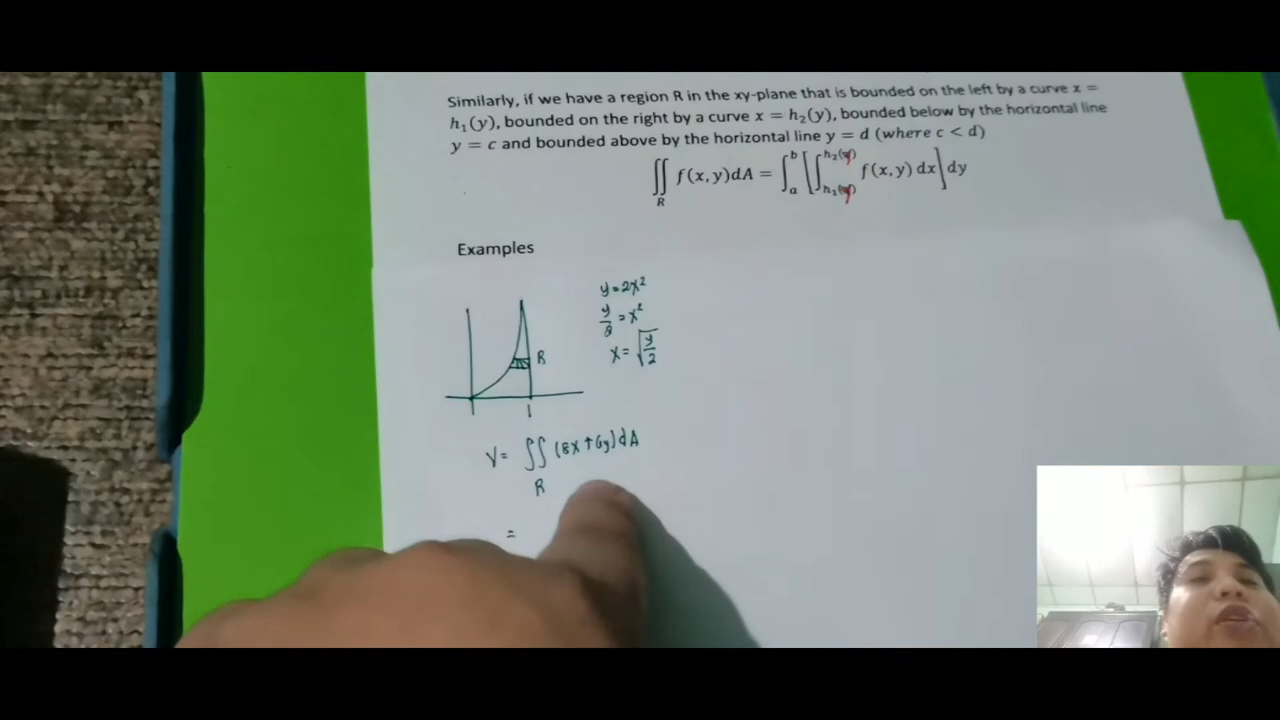 Similarly, if we have a region R in the xy-plane that is bounded on the left by a curve x =
h₁(y), bounded on the right by a curve x = h₂(y), bounded below by the horizontal line
y = c and bounded above by the horizontal line y = d (where c < d)
∬_R f(x, y)dA = ∫_a^b [∫_{h₁(y)}^{h₂(y)} f(x, y) dx] dy
Examples
y = 2x²
y/2 = x²
x = √(y/2)
R
1
V = ∬_R (8x + 6y) dA
=